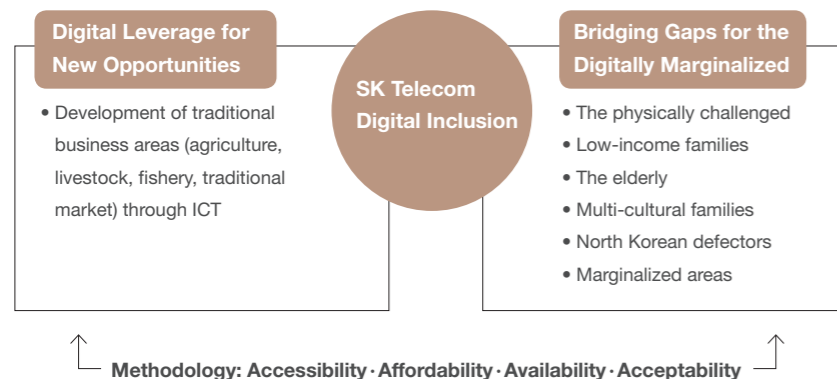 Digital Leverage for
New Opportunities
• Development of traditional
business areas (agriculture,
livestock, fishery, traditional
market) through ICT
SK Telecom
Digital Inclusion
Bridging Gaps for the
Digitally Marginalized
• The physically challenged
• Low-income families
• The elderly
• Multi-cultural families
• North Korean defectors
• Marginalized areas
Methodology: Accessibility · Affordability · Availability · Acceptability